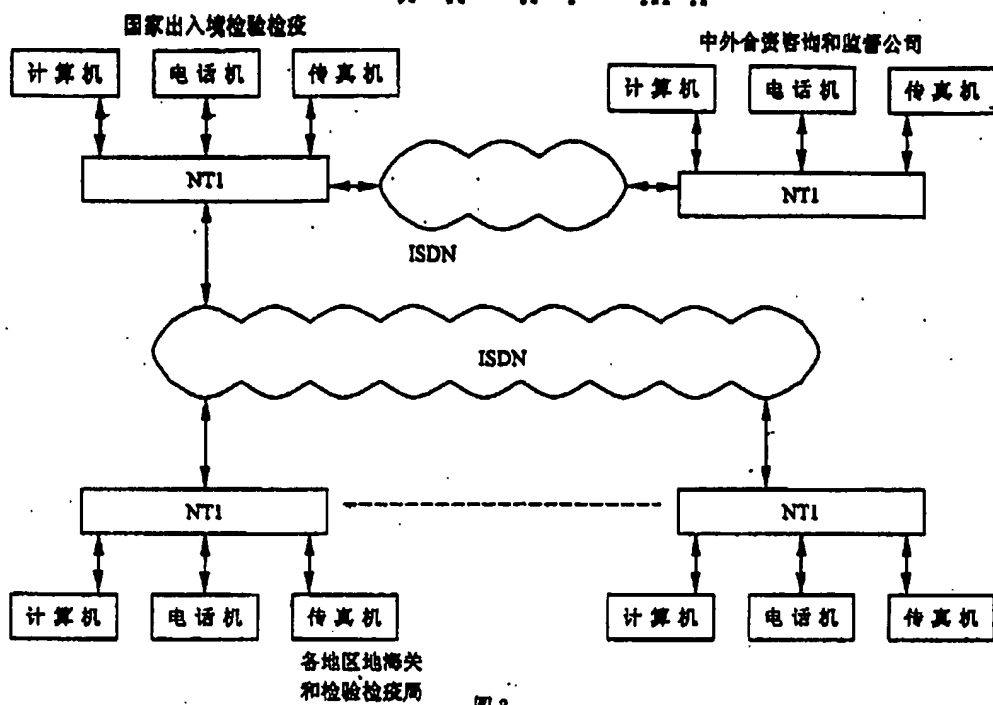 国家出入境检验检疫
中外合资咨询和监督公司
计算机 电话机 传真机
计算机 电话机 传真机
NT1
NT1
ISDN
ISDN
NT1
NT1
计算机 电话机 传真机
计算机 电话机 传真机
各地区地海关
和检验检疫局